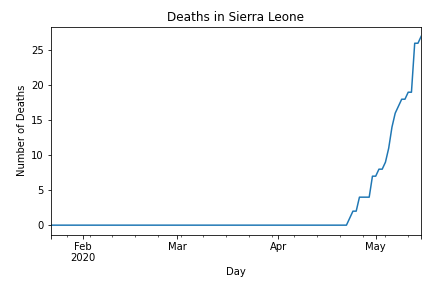 Deaths in Sierra Leone
Number of Deaths
25
20
15
10
5
0
Feb
2020
Mar
Apr
May
Day